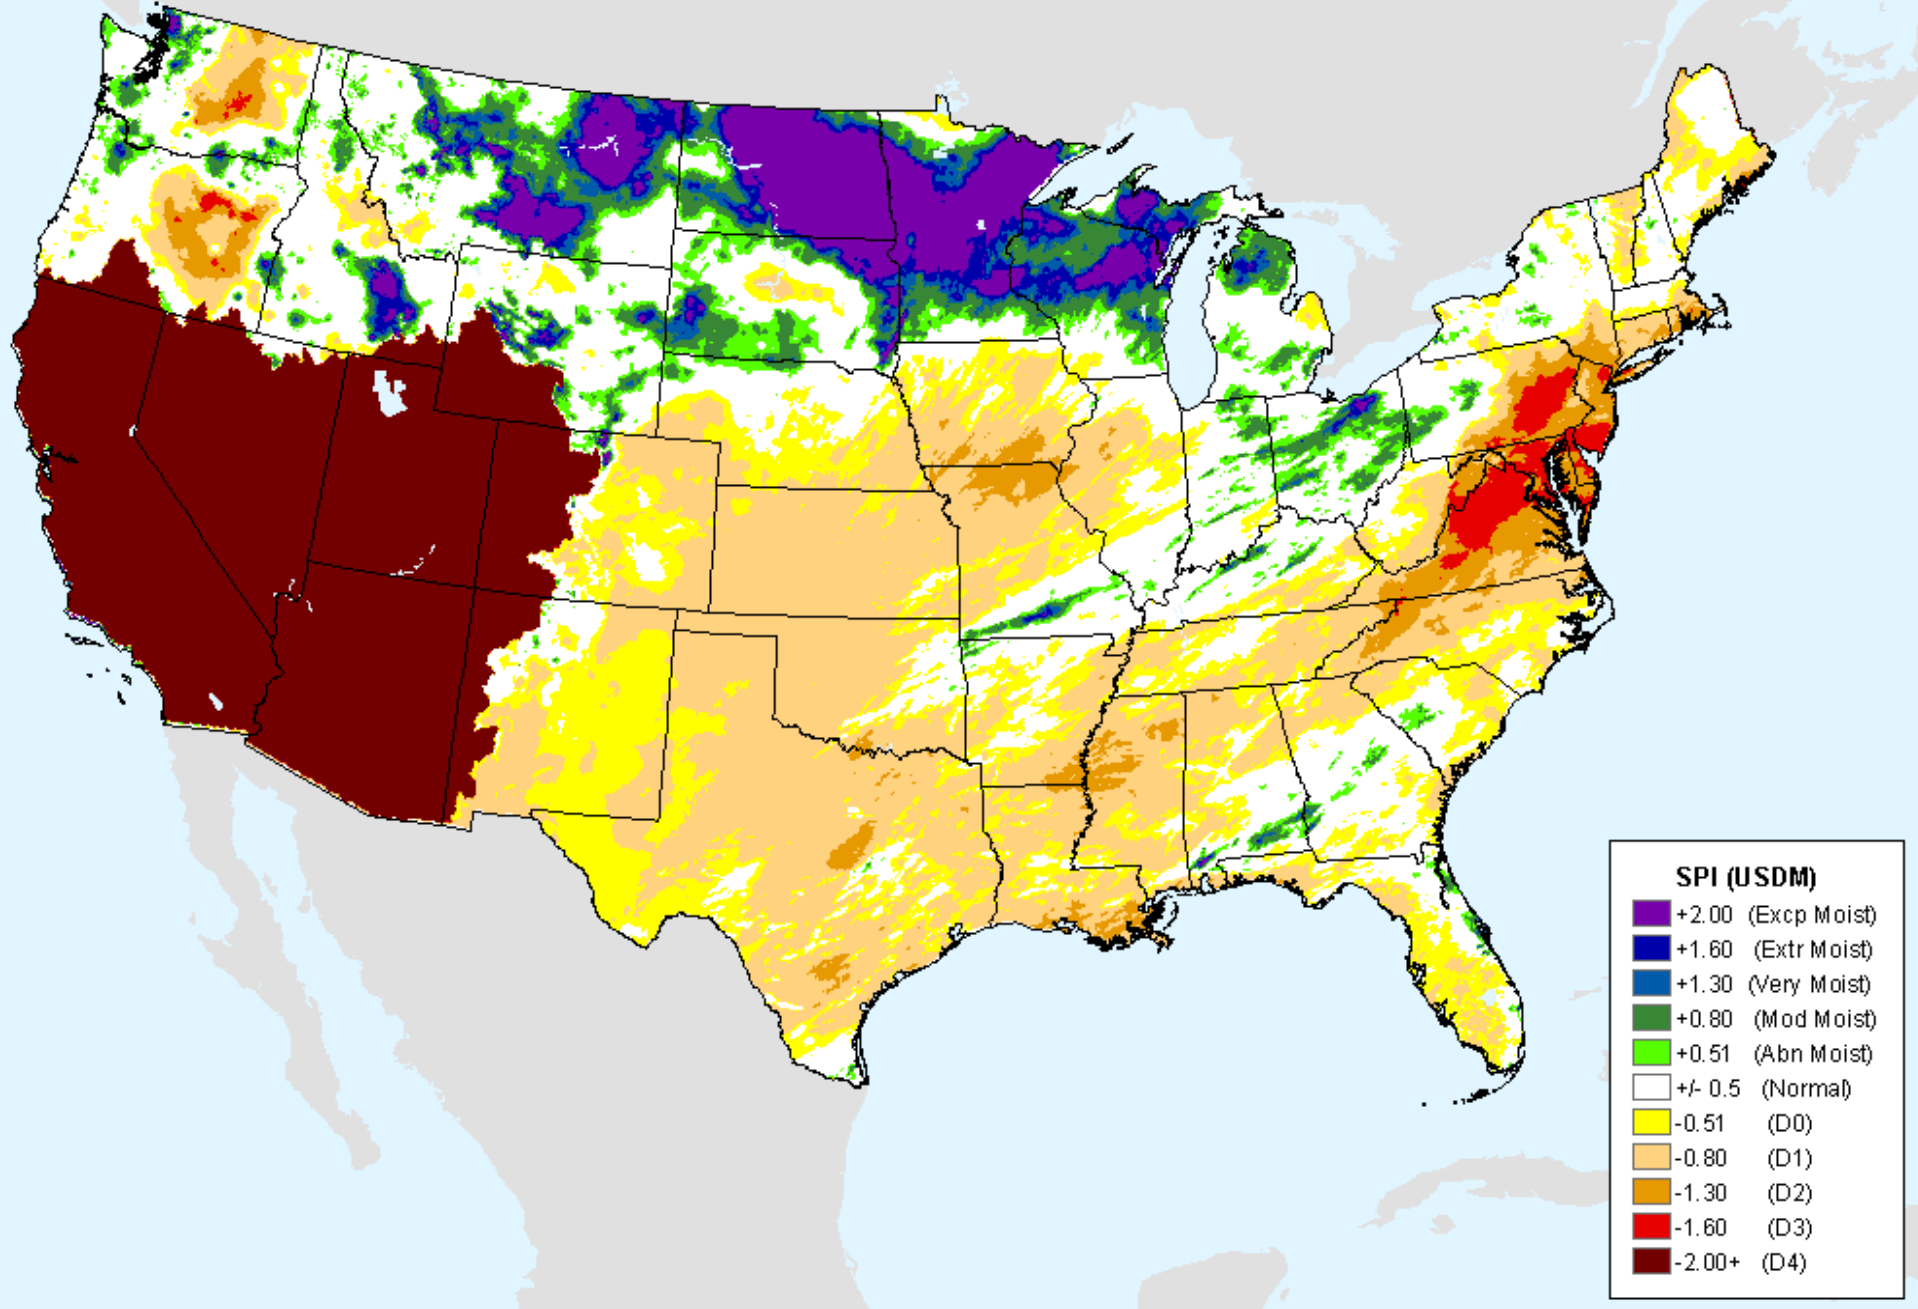 SPI (USDM)
+2.00 (Excp Moist)
+1.60 (Extr Moist)
+1.30 (Very Moist)
+0.80 (Mod Moist)
+0.51 (Abn Moist)
+/- 0.5 (Normal)
-0.51 (D0)
-0.80 (D1)
-1.30 (D2)
-1.60 (D3)
-2.00+ (D4)